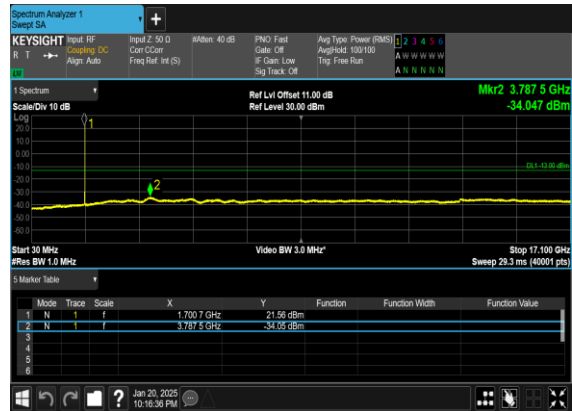 Spectrum Analyzer 1
Swept SA
+
KEYSIGHT Input: RF Input Z: 50 Ω #Atten: 40 dB PNO: Fast Avg Type: Power (RMS) 1 2 3 4 5 6
R T Coupling: DC Corr CCorr Gate: Off Avg|Hold: 100/100 A W W W W W
Align: Auto Freq Ref: Int (S) IF Gain: Low Trig: Free Run
LW Sig Track: Off A N N N N N
1 Spectrum Ref Lvl Offset 11.00 dB Mkr2 3.787 5 GHz
Scale/Div 10 dB Ref Level 30.00 dBm -34.047 dBm
Log
1
20.0
10.0
0.00
-10.0
DL1 -13.00 dBm
-20.0
2
-30.0
-40.0
-50.0
-60.0
Start 30 MHz Video BW 3.0 MHz* Stop 17.100 GHz
#Res BW 1.0 MHz Sweep 29.3 ms (40001 pts)
5 Marker Table
Mode Trace Scale X Y Function Function Width Function Value
1 N 1 f 1.700 7 GHz 21.56 dBm
2 N 1 f 3.787 5 GHz -34.05 dBm
3
4
5
6
? Jan 20, 2025
10:16:36 PM